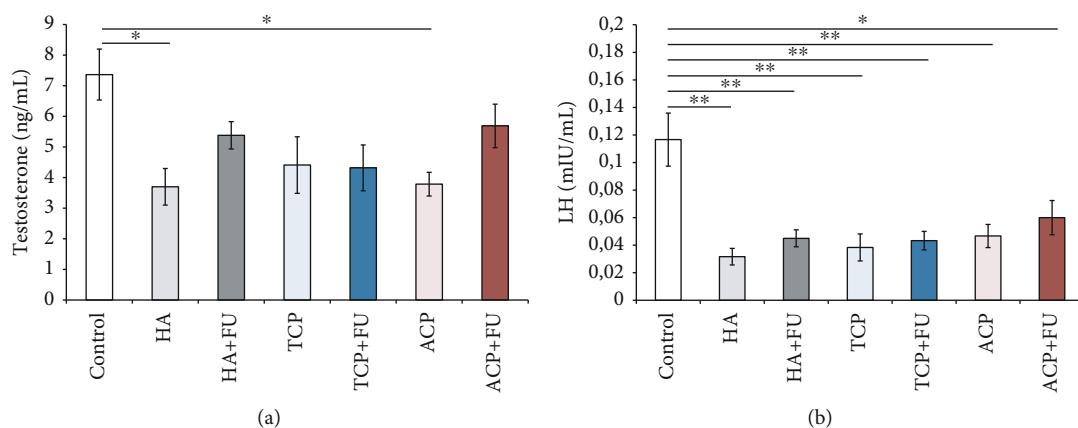 Testosterone (ng/mL)
9
8
7
6
5
4
3
2
1
0
*
*
Control
HA
HA+FU
TCP
TCP+FU
ACP
ACP+FU
(a)
LH (mIU/mL)
0,2
0,18
0,16
0,14
0,12
0,1
0,08
0,06
0,04
0,02
0
*
**
**
**
**
**
Control
HA
HA+FU
TCP
TCP+FU
ACP
ACP+FU
(b)